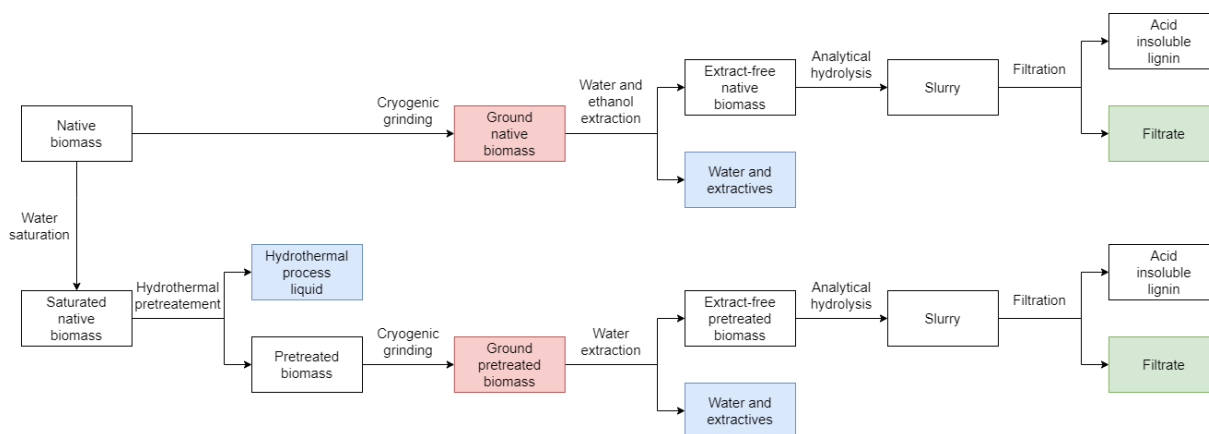 Native
biomass
Cryogenic
grinding
Ground
native
biomass
Water and
ethanol
extraction
Extract-free
native
biomass
Analytical
hydrolysis
Slurry
Filtration
Acid
insoluble
lignin
Filtrate
Water and
extractives
Water
saturation
Saturated
native
biomass
Hydrothermal
pretreatement
Hydrothermal
process
liquid
Pretreated
biomass
Cryogenic
grinding
Ground
pretreated
biomass
Water
extraction
Extract-free
pretreated
biomass
Analytical
hydrolysis
Slurry
Filtration
Acid
insoluble
lignin
Filtrate
Water and
extractives